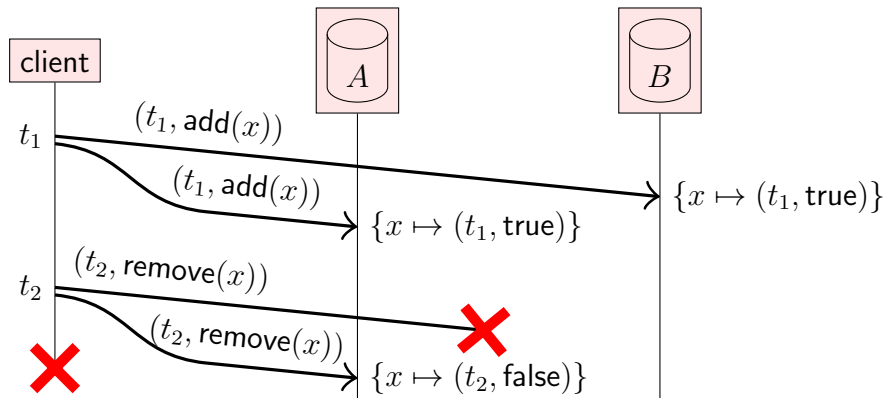 client
A
B
t₁
(t₁, add(x))
(t₁, add(x))
{x ↦ (t₁, true)}
{x ↦ (t₁, true)}
t₂
(t₂, remove(x))
(t₂, remove(x))
{x ↦ (t₂, false)}